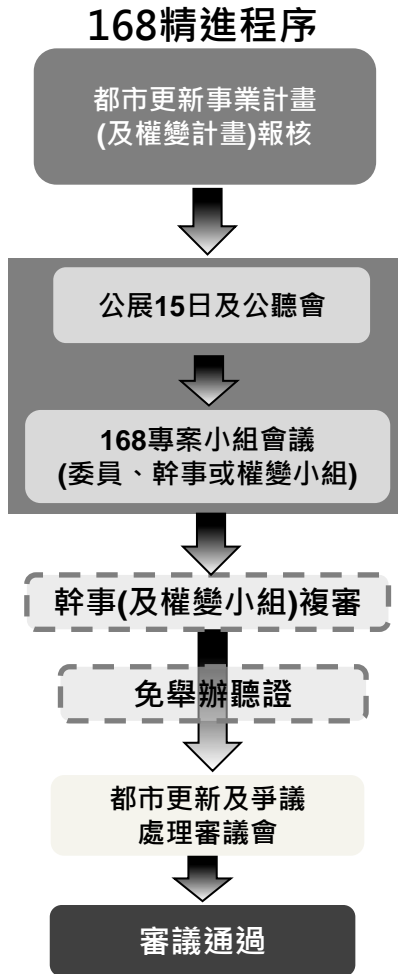 168精進程序
都市更新事業計畫
(及權變計畫)報核
公展15日及公聽會
168專案小組會議
(委員、幹事或權變小組)
幹事(及權變小組)複審
免舉辦聽證
都市更新及爭議
處理審議會
審議通過